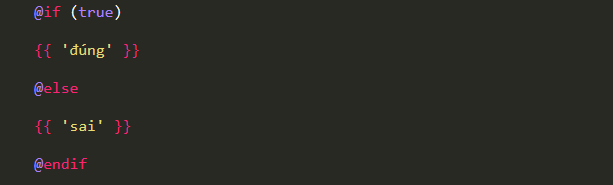 @if (true)
{{ 'đúng' }}
@else
{{ 'sai' }}
@endif